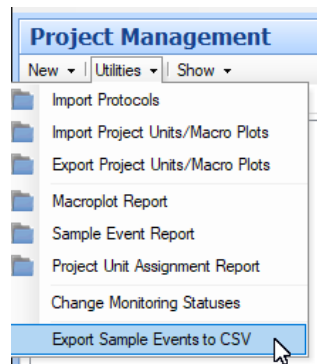 Project Management
New | Utilities | Show
Import Protocols
Import Project Units/Macro Plots
Export Project Units/Macro Plots
Macroplot Report
Sample Event Report
Project Unit Assignment Report
Change Monitoring Statuses
Export Sample Events to CSV